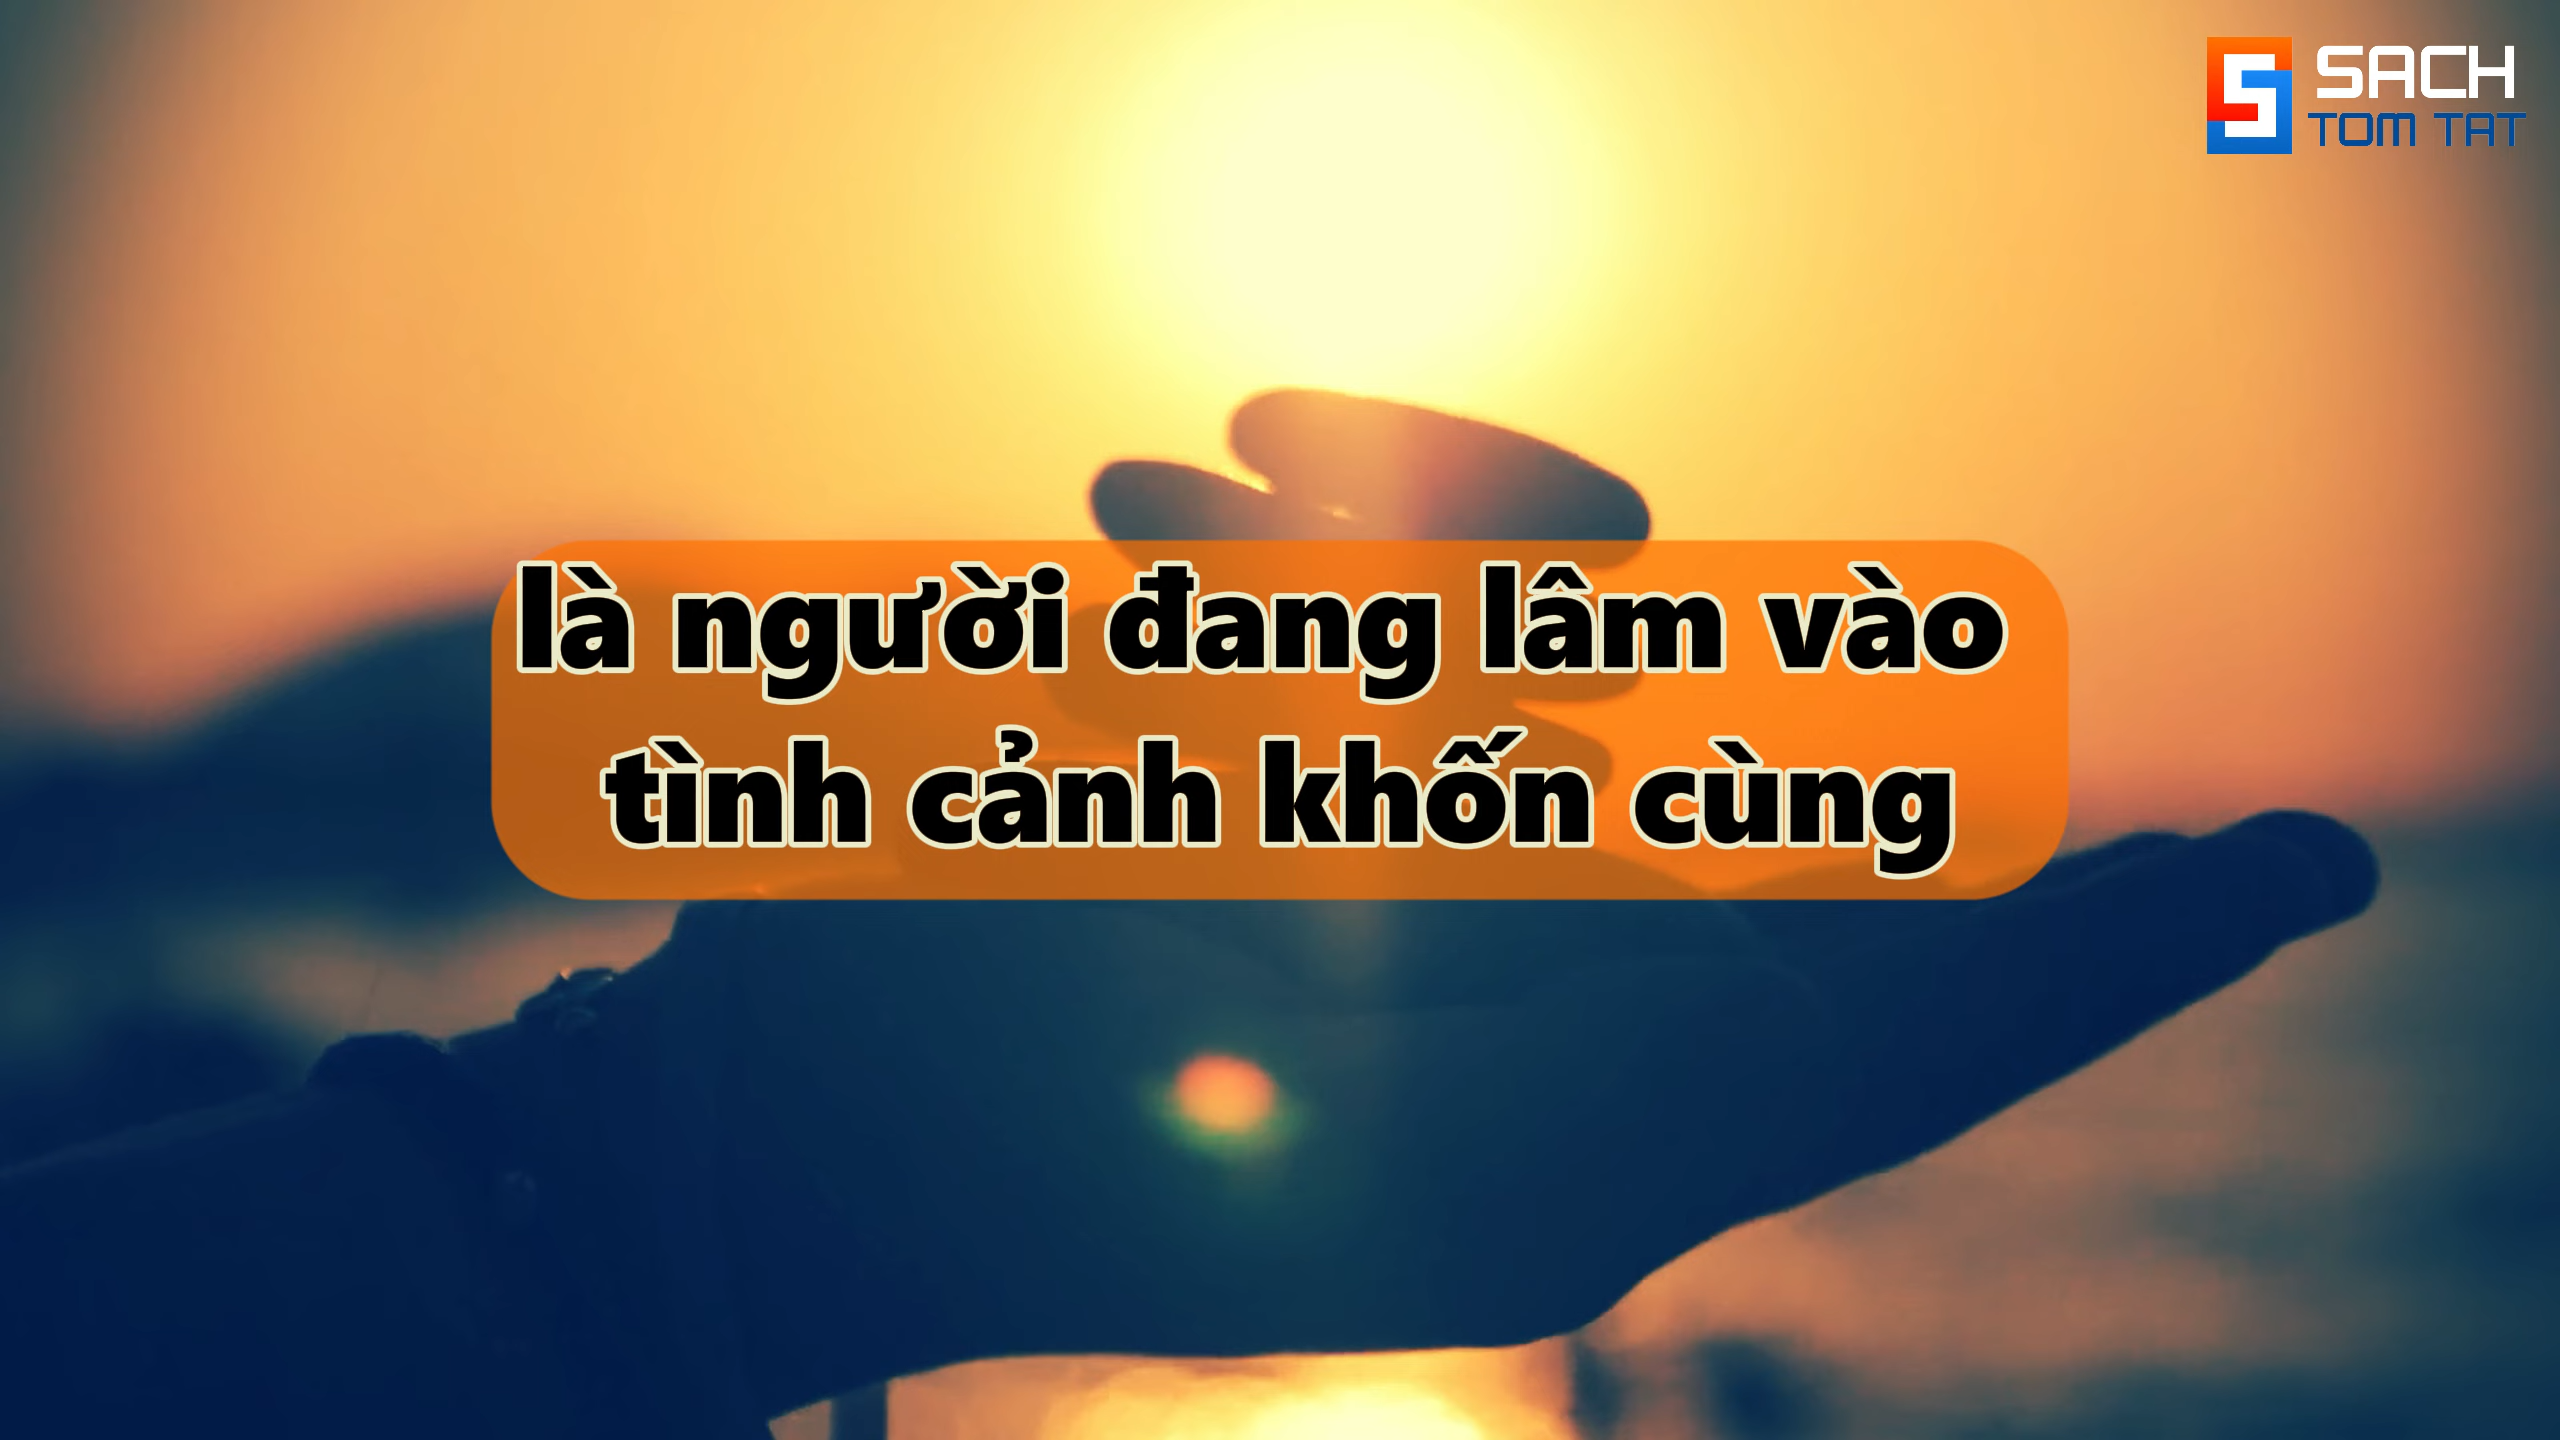 SACH
TOM TAT
là người đang lâm vào
tình cảnh khốn cùng